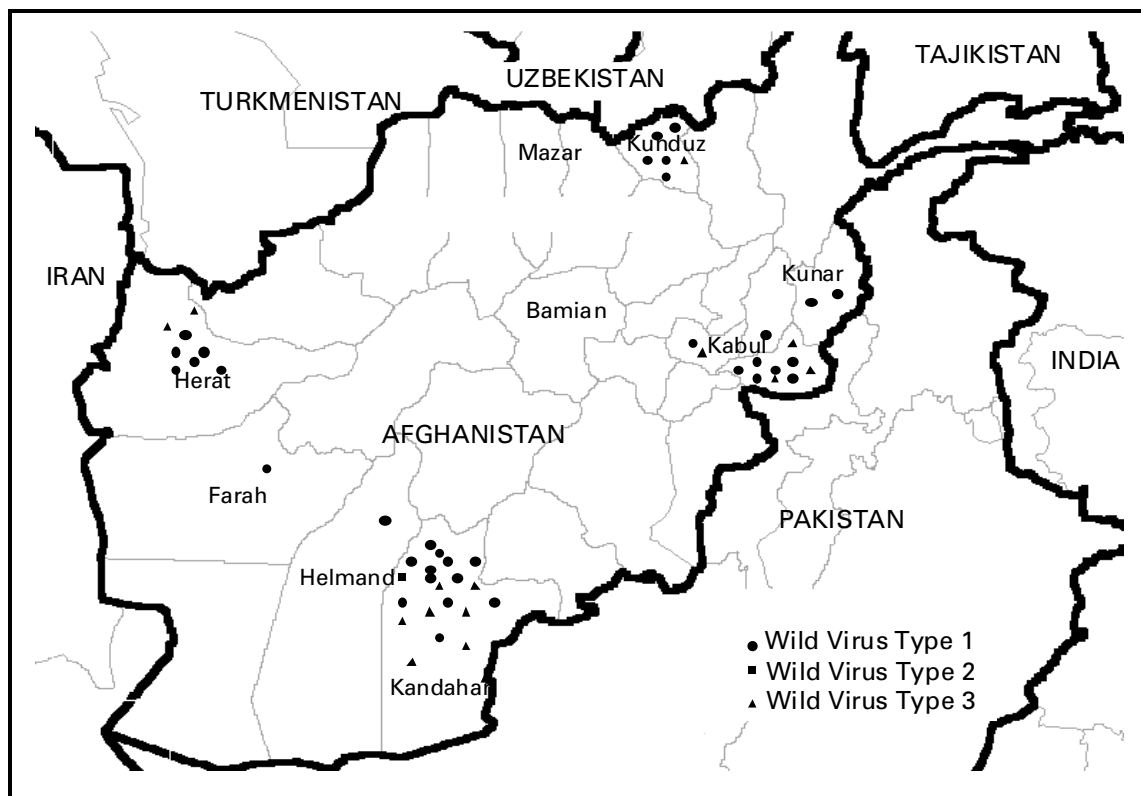 TAJIKISTAN
UZBEKISTAN
TURKMENISTAN
Kunduz
Mazar
IRAN
Kunar
Bamian
Kabul
INDIA
Herat
AFGHANISTAN
Farah
PAKISTAN
Helmand
Wild Virus Type 1
Wild Virus Type 2
Wild Virus Type 3
Kandahar